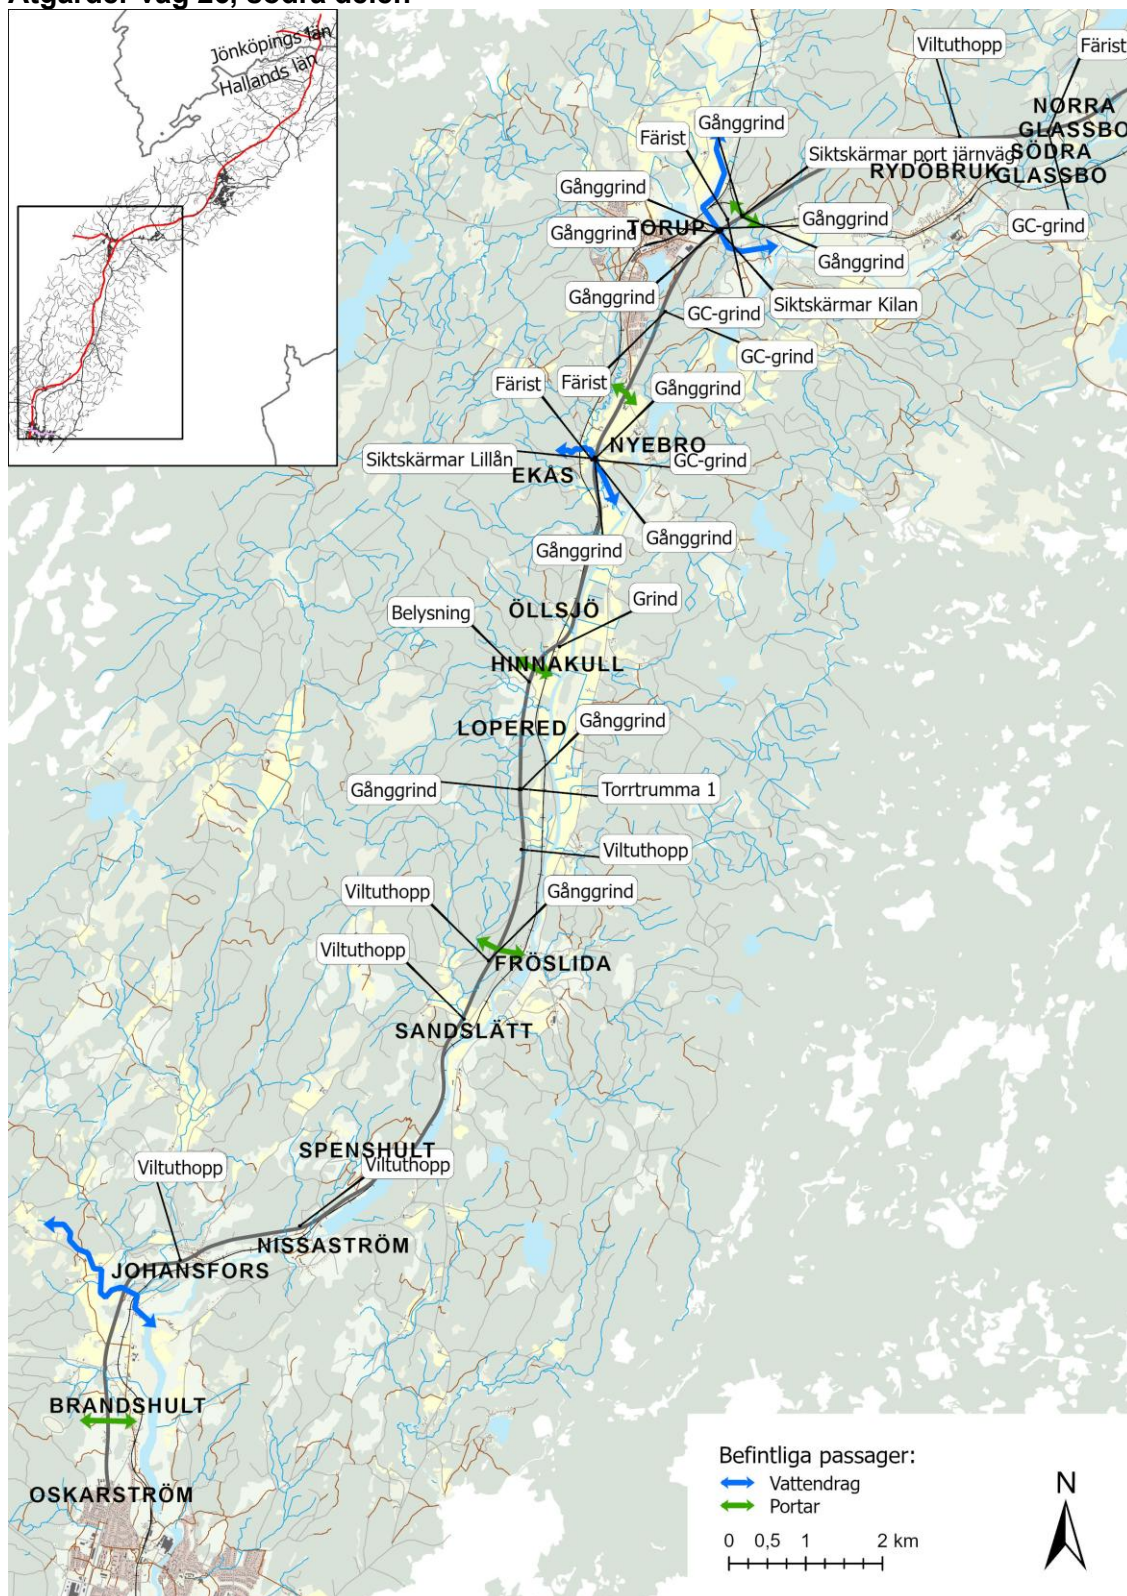 Åtgärder väg 26, södra delen
Jönköpings län
Hallands län
Viltuthopp
Färist
NORRA
GLASSBO
Gånggrind
Färist
Siktskärmar port järnväg
SÖDRA
RYDÖBRUK
GLASSBO
Gånggrind
Gånggrind
GC-grind
TORUP
Gånggrind
Gånggrind
Gånggrind
Siktskärmar Kilan
GC-grind
GC-grind
Färist
Färist
Gånggrind
NYEBRO
Siktskärmar Lillån
GC-grind
EKÅS
Gånggrind
Gånggrind
Grind
ÖLLSJÖ
Belysning
HINNAKULL
Gånggrind
LOPERED
Gånggrind
Torrtrumma 1
Viltuthopp
Viltuthopp
Gånggrind
Viltuthopp
FRÖSLIDA
SANDSLÄTT
SPENSHULT
Viltuthopp
Viltuthopp
NISSASTRÖM
JOHANSFORS
BRANDSHULT
OSKARSTRÖM
Befintliga passager:
Vattendrag
Portar
0 0,5 1 2 km
N